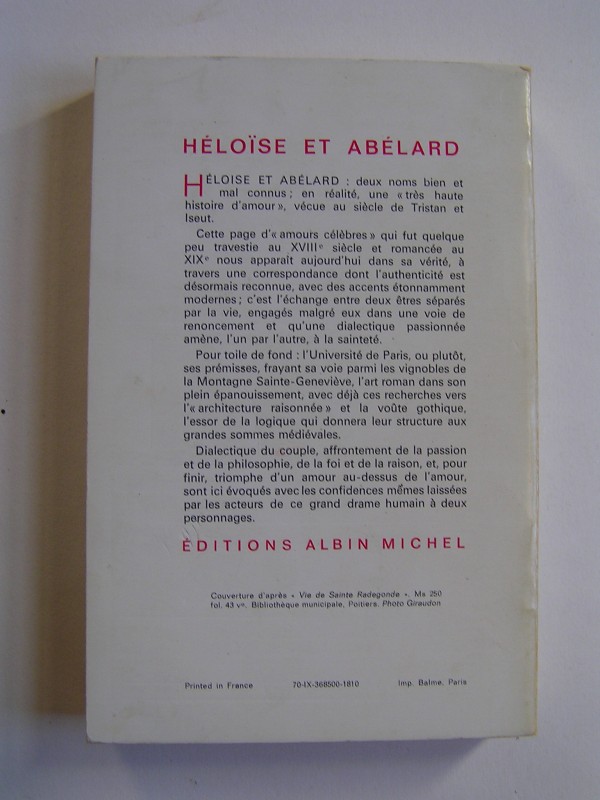 HÉLOÏSE ET ABÉLARD
HÉLOISE ET ABÉLARD : deux noms bien et
mal connus ; en réalité, une « très haute
histoire d'amour », vécue au siècle de Tristan et
Iseut.
Cette page d'« amours célèbres » qui fut quelque
peu travestie au XVIIIe siècle et romancée au
XIXe nous apparaît aujourd'hui dans sa vérité, à
travers une correspondance dont l'authenticité est
désormais reconnue, avec des accents étonnamment
modernes ; c'est l'échange entre deux êtres séparés
par la vie, engagés malgré eux dans une voie de
renoncement et qu'une dialectique passionnée
amène, l'un par l'autre, à la sainteté.
Pour toile de fond : l'Université de Paris, ou plutôt,
ses prémisses, frayant sa voie parmi les vignobles de
la Montagne Sainte-Geneviève, l'art roman dans son
plein épanouissement, avec déjà ces recherches vers
l'« architecture raisonnée » et la voûte gothique,
l'essor de la logique qui donnera leur structure aux
grandes sommes médiévales.
Dialectique du couple, affrontement de la passion
et de la philosophie, de la foi et de la raison, et, pour
finir, triomphe d'un amour au-dessus de l'amour,
sont ici évoqués avec les confidences mêmes laissées
par les acteurs de ce grand drame humain à deux
personnages.
ÉDITIONS ALBIN MICHEL
Couverture d'après « Vie de Sainte Radegonde ». Ms 250
fol. 43 vº. Bibliothèque municipale, Poitiers. Photo Giraudon
Printed in France 70-IX-368500-1810 Imp. Balme, Paris